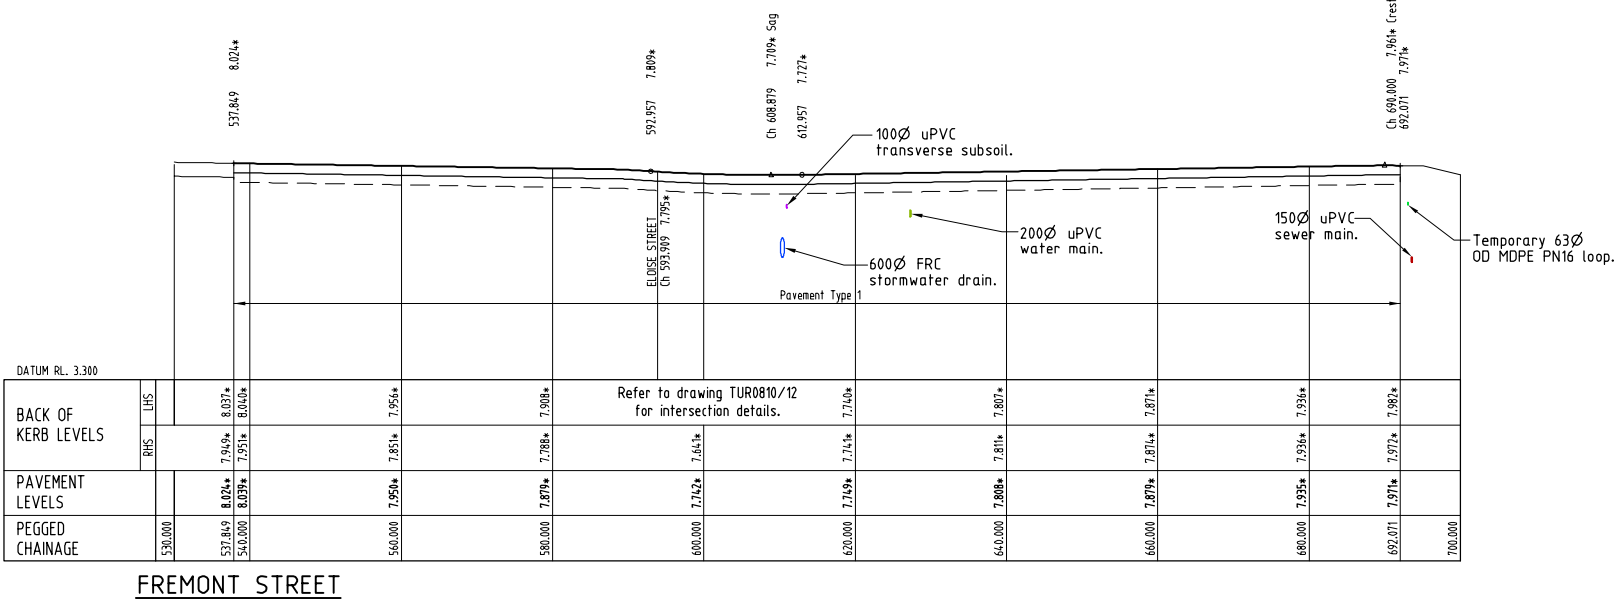 537.849 8.024*
592.957 7.809*
Ch 608.879 7.709* Sag
612.957 7.727*
Ch 690.000 7.961* Crest
692.071 7.971*
100Ø uPVC
transverse subsoil.
200Ø uPVC
water main.
600Ø FRC
stormwater drain.
150Ø uPVC
sewer main.
Temporary 63Ø
OD MDPE PN16 loop.
ELOISE STREET
Ch 593.909 7.795*
Pavement Type 1
DATUM RL. 3.300
BACK OF
KERB LEVELS
LHS
8.037* 8.040* 7.956* 7.908*
Refer to drawing TUR0810/12
for intersection details.
7.740* 7.807* 7.871* 7.936* 7.982*
RHS
7.949* 7.951* 7.851* 7.788* 7.641* 7.741* 7.811* 7.874* 7.936* 7.972*
PAVEMENT
LEVELS
8.024* 8.039* 7.950* 7.879* 7.742* 7.749* 7.808* 7.879* 7.935* 7.971*
PEGGED
CHAINAGE
530.000 537.849 540.000 560.000 580.000 600.000 620.000 640.000 660.000 680.000 692.071 700.000
FREMONT STREET